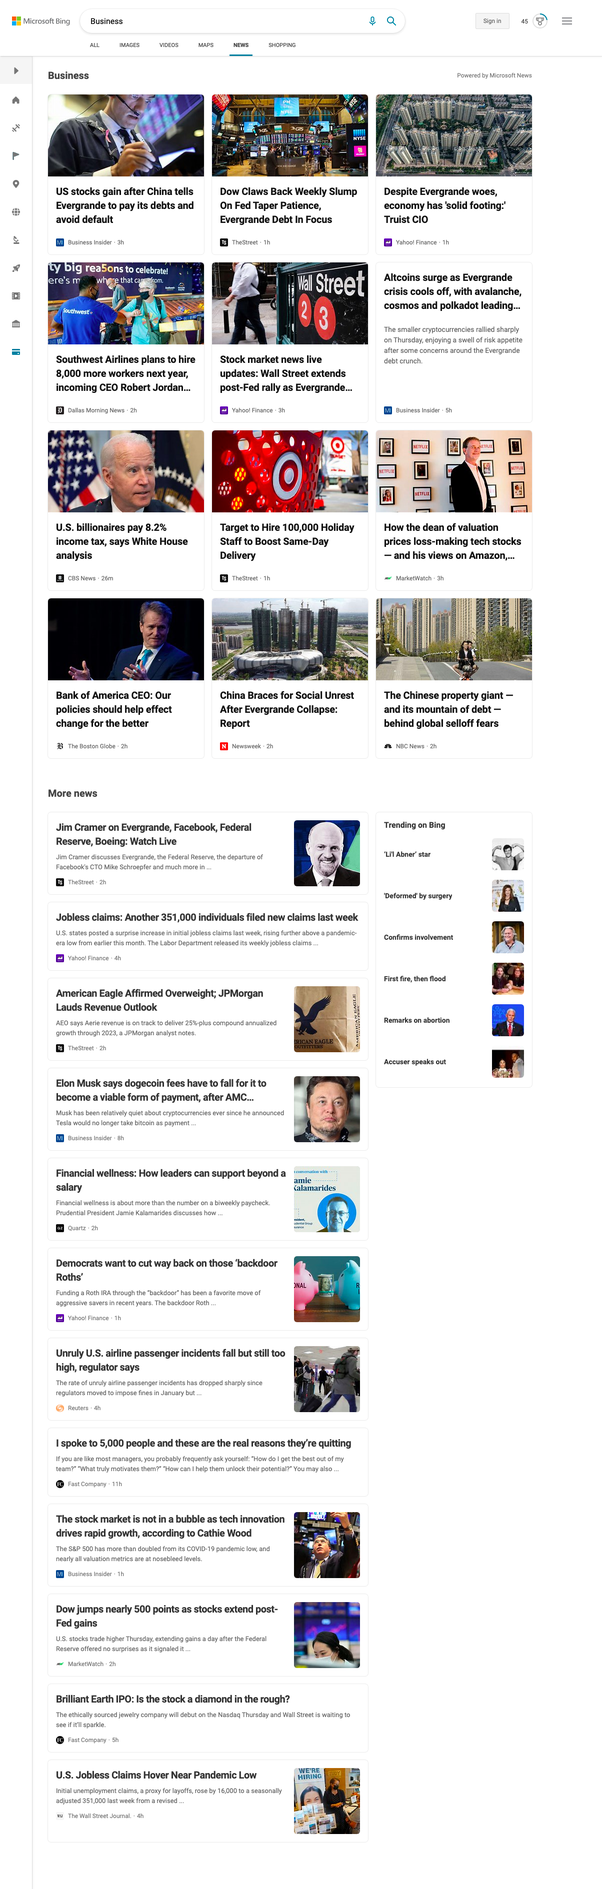 Microsoft Bing
Business
Sign in
45
ALL
IMAGES
VIDEOS
MAPS
NEWS
SHOPPING
Business
Powered by Microsoft News
US stocks gain after China tells
Evergrande to pay its debts and
avoid default
Business Insider · 3h
Dow Claws Back Weekly Slump
On Fed Taper Patience,
Evergrande Debt In Focus
TheStreet · 1h
Despite Evergrande woes,
economy has 'solid footing:'
Truist CIO
Yahoo! Finance · 1h
Southwest Airlines plans to hire
8,000 more workers next year,
incoming CEO Robert Jordan...
Dallas Morning News · 2h
Wall Street
2 3
Stock market news live
updates: Wall Street extends
post-Fed rally as Evergrande...
Yahoo! Finance · 3h
Altcoins surge as Evergrande
crisis cools off, with avalanche,
cosmos and polkadot leading...
The smaller cryptocurrencies rallied sharply
on Thursday, enjoying a swell of risk appetite
after some concerns around the Evergrande
debt crunch.
Business Insider · 5h
U.S. billionaires pay 8.2%
income tax, says White House
analysis
CBS News · 26m
Target to Hire 100,000 Holiday
Staff to Boost Same-Day
Delivery
TheStreet · 1h
NETFLIX
How the dean of valuation
prices loss-making tech stocks
— and his views on Amazon,...
MarketWatch · 3h
Bank of America CEO: Our
policies should help effect
change for the better
The Boston Globe · 2h
China Braces for Social Unrest
After Evergrande Collapse:
Report
Newsweek · 2h
The Chinese property giant —
and its mountain of debt —
behind global selloff fears
NBC News · 2h
More news
Jim Cramer on Evergrande, Facebook, Federal
Reserve, Boeing: Watch Live
Jim Cramer discusses Evergrande, the Federal Reserve, the departure of
Facebook's CTO Mike Schroepfer and much more in ...
TheStreet · 2h
Jobless claims: Another 351,000 individuals filed new claims last week
U.S. states posted a surprise increase in initial jobless claims last week, rising further above a pandemic-
era low from earlier this month. The Labor Department released its weekly jobless claims ...
Yahoo! Finance · 4h
American Eagle Affirmed Overweight; JPMorgan
Lauds Revenue Outlook
AEO says Aerie revenue is on track to deliver 25%-plus compound annualized
growth through 2023, a JPMorgan analyst notes.
TheStreet · 2h
Elon Musk says dogecoin fees have to fall for it to
become a viable form of payment, after AMC...
Musk has been relatively quiet about cryptocurrencies ever since he announced
Tesla would no longer take bitcoin as payment ...
Business Insider · 8h
Financial wellness: How leaders can support beyond a
salary
Financial wellness is about more than the number on a biweekly paycheck.
Prudential President Jamie Kalamarides discusses how ...
Quartz · 2h
Democrats want to cut way back on those 'backdoor
Roths'
Funding a Roth IRA through the "backdoor" has been a favorite move of
aggressive savers in recent years. The backdoor Roth ...
Yahoo! Finance · 1h
Unruly U.S. airline passenger incidents fall but still too
high, regulator says
The rate of unruly airline passenger incidents has dropped sharply since
regulators moved to impose fines in January but ...
Reuters · 4h
I spoke to 5,000 people and these are the real reasons they're quitting
If you are like most managers, you probably frequently ask yourself: "How do I get the best out of my
team?" "What truly motivates them?" "How can I help them unlock their potential?" You may also ...
Fast Company · 11h
The stock market is not in a bubble as tech innovation
drives rapid growth, according to Cathie Wood
The S&P 500 has more than doubled from its COVID-19 pandemic low, and
nearly all valuation metrics are at nosebleed levels.
Business Insider · 1h
Dow jumps nearly 500 points as stocks extend post-
Fed gains
U.S. stocks trade higher Thursday, extending gains a day after the Federal
Reserve offered no surprises as it signaled it ...
MarketWatch · 2h
Brilliant Earth IPO: Is the stock a diamond in the rough?
The ethically sourced jewelry company will debut on the Nasdaq Thursday and Wall Street is waiting to
see if it'll sparkle.
Fast Company · 5h
U.S. Jobless Claims Hover Near Pandemic Low
Initial unemployment claims, a proxy for layoffs, rose by 16,000 to a seasonally
adjusted 351,000 last week from a revised ...
The Wall Street Journal. · 4h
WE'RE
HIRING
Trending on Bing
'Li'l Abner' star
'Deformed' by surgery
Confirms involvement
First fire, then flood
Remarks on abortion
Accuser speaks out